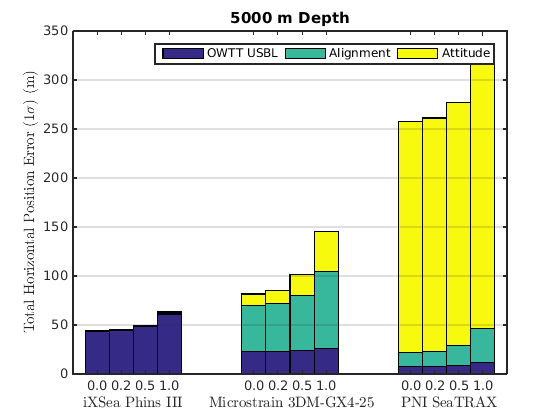 5000 m Depth
OWTT USBL Alignment Attitude
Total Horizontal Position Error (1σ) (m)
350
300
250
200
150
100
50
0
0.0 0.2 0.5 1.0 0.0 0.2 0.5 1.0 0.0 0.2 0.5 1.0
iXSea Phins III Microstrain 3DM-GX4-25 PNI SeaTRAX